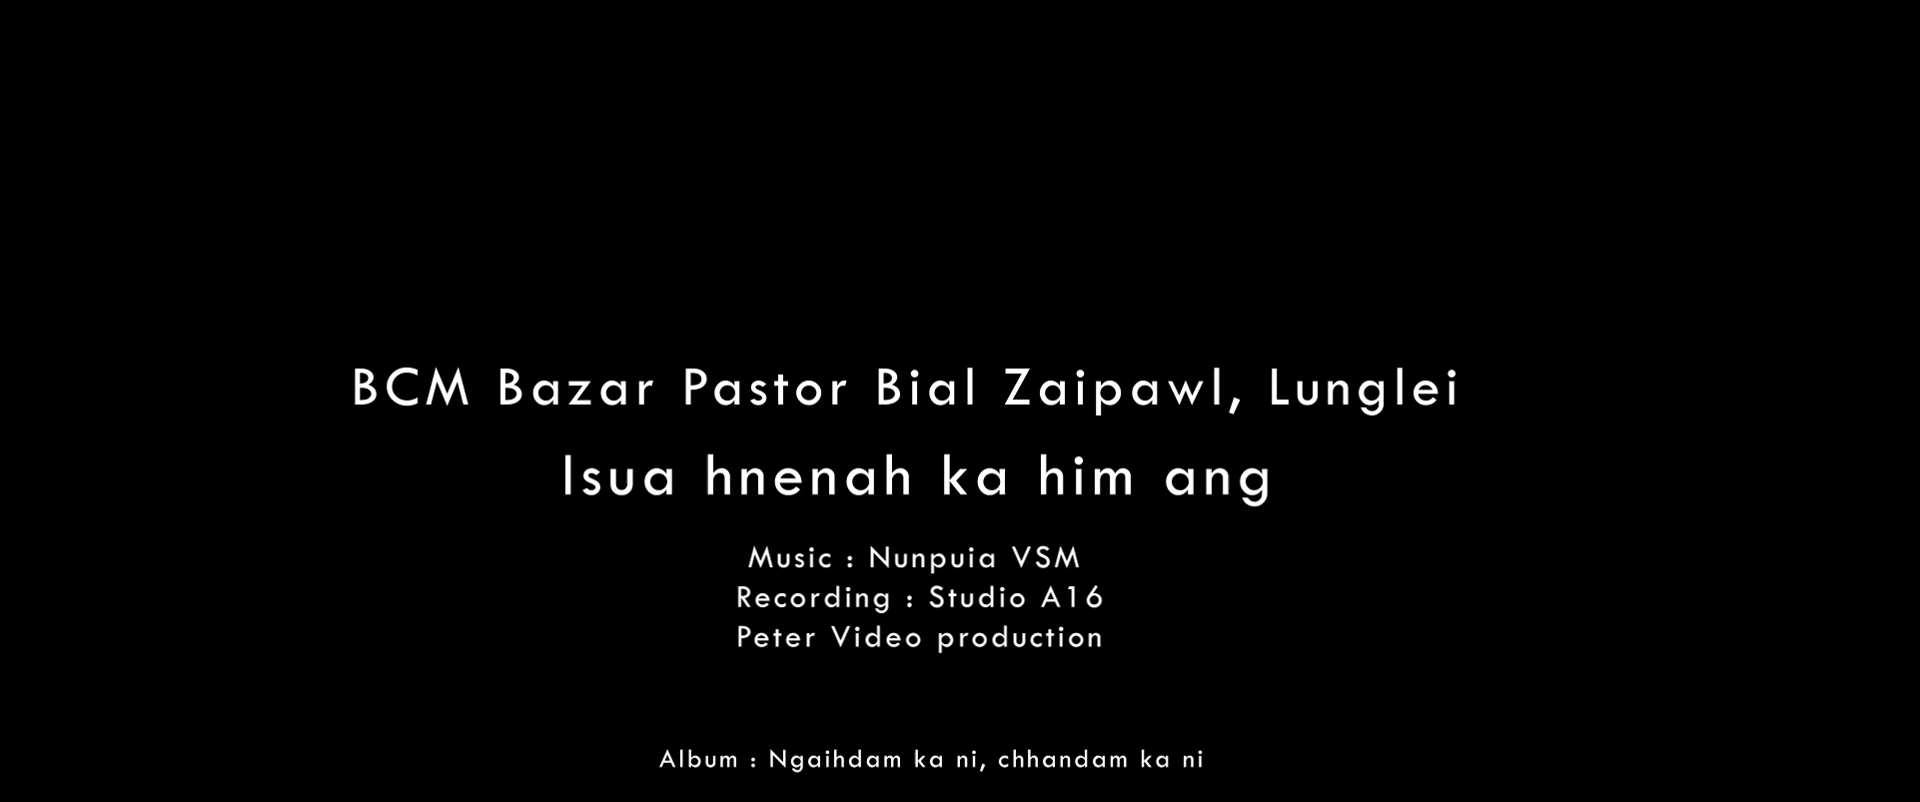 BCM Bazar Pastor Bial Zaipawl, Lunglei
Isua hnenah ka him ang
Music : Nunpuia VSM
Recording : Studio A16
Peter Video production
Album : Ngaihdam ka ni, chhandam ka ni